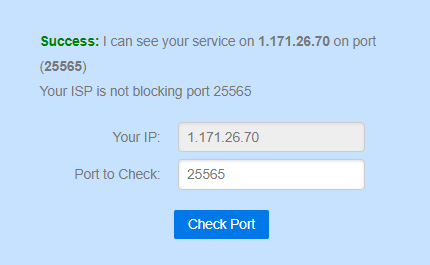 Success: I can see your service on 1.171.26.70 on port
(25565)
Your ISP is not blocking port 25565
Your IP: 1.171.26.70
Port to Check: 25565
Check Port